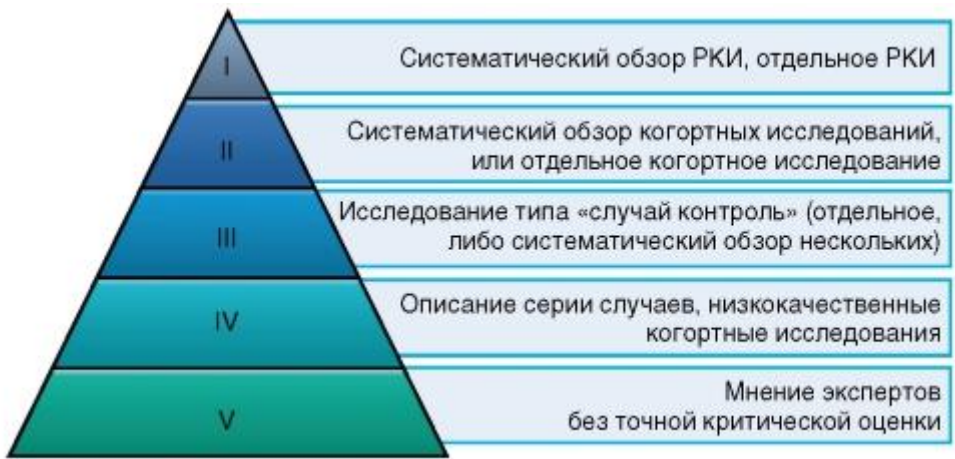 I
Систематический обзор РКИ, отдельное РКИ
II
Систематический обзор когортных исследований,
или отдельное когортное исследование
III
Исследование типа «случай контроль» (отдельное,
либо систематический обзор нескольких)
IV
Описание серии случаев, низкокачественные
когортные исследования
V
Мнение экспертов
без точной критической оценки